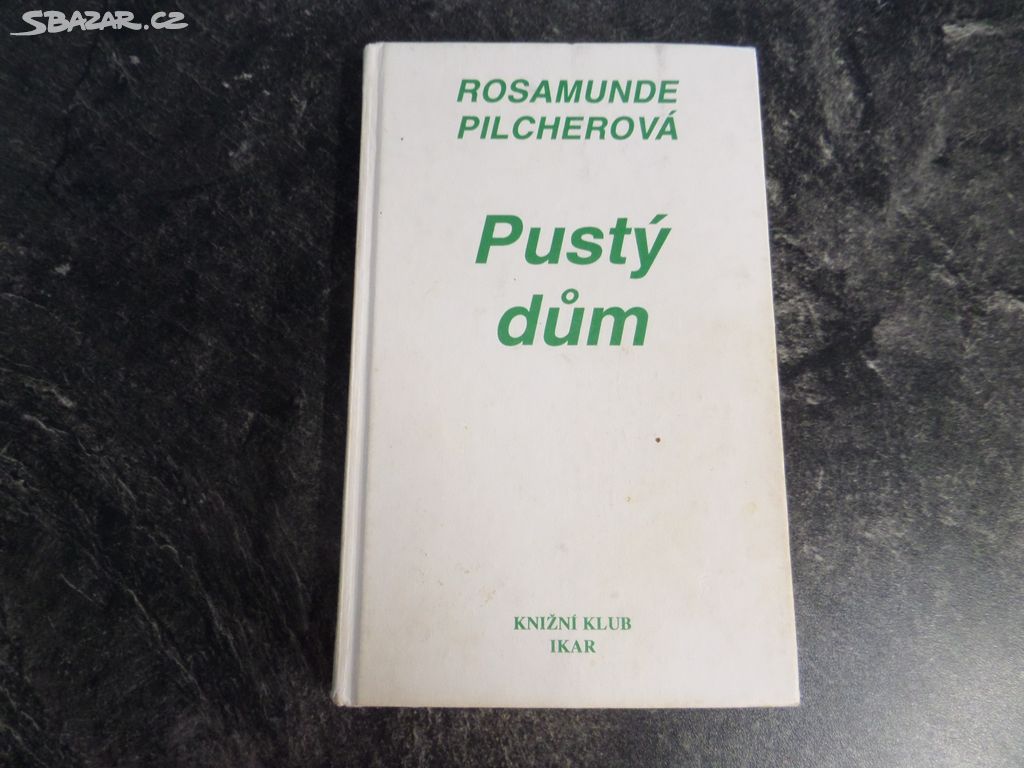 SBAZAR.CZ
ROSAMUNDE
PILCHEROVÁ
Pustý
dům
KNIŽNÍ KLUB
IKAR